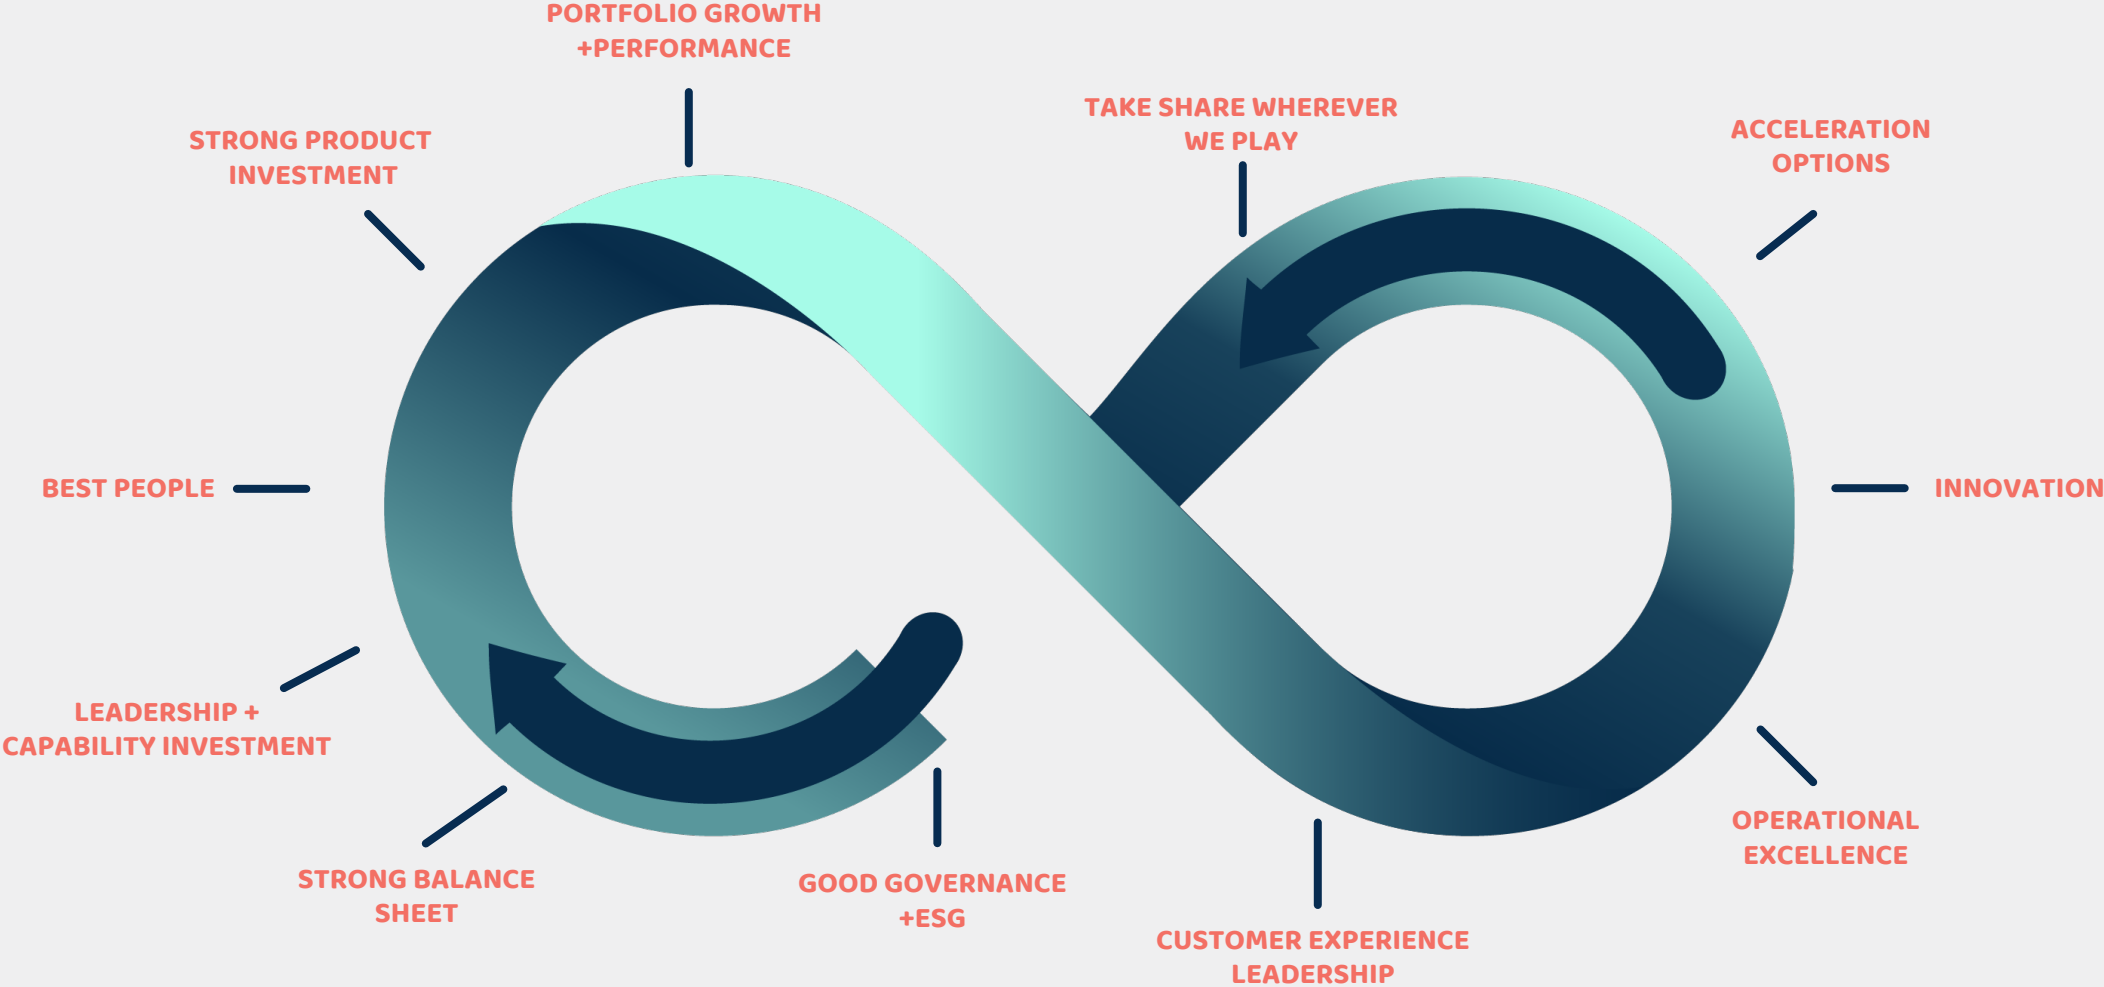 PORTFOLIO GROWTH
+PERFORMANCE
TAKE SHARE WHEREVER
WE PLAY
ACCELERATION
OPTIONS
STRONG PRODUCT
INVESTMENT
BEST PEOPLE
INNOVATION
LEADERSHIP +
CAPABILITY INVESTMENT
OPERATIONAL
EXCELLENCE
STRONG BALANCE
SHEET
GOOD GOVERNANCE
+ESG
CUSTOMER EXPERIENCE
LEADERSHIP